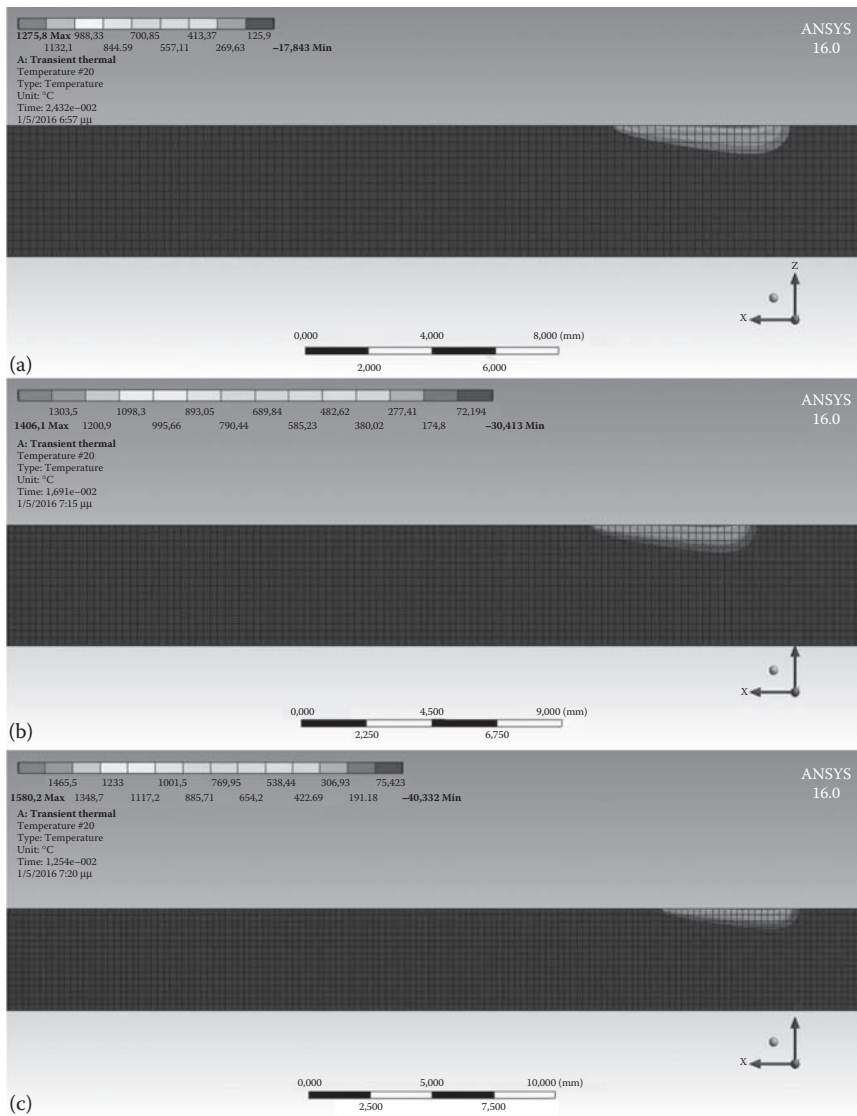 1275,8 Max 988,33 700,85 413,37 125,9
1132,1 844.59 557,11 269,63 −17,843 Min
A: Transient thermal
Temperature #20
Type: Temperature
Unit: °C
Time: 2,432e−002
1/5/2016 6:57 μμ
ANSYS
16.0
Z
X
0,000 4,000 8,000 (mm)
2,000 6,000
(a)
1303,5 1098,3 893,05 689,84 482,62 277,41 72,194
1406,1 Max 1200,9 995,66 790,44 585,23 380,02 174,8 −30,413 Min
A: Transient thermal
Temperature #20
Type: Temperature
Unit: °C
Time: 1,691e−002
1/5/2016 7:15 μμ
ANSYS
16.0
X
0,000 4,500 9,000 (mm)
2,250 6,750
(b)
1465,5 1233 1001,5 769,95 538,44 306,93 75,423
1580,2 Max 1348,7 1117,2 885,71 654,2 422.69 191.18 −40,332 Min
A: Transient thermal
Temperature #20
Type: Temperature
Unit: °C
Time: 1,254e−002
1/5/2016 7:20 μμ
ANSYS
16.0
X
0,000 5,000 10,000 (mm)
2,500 7,500
(c)